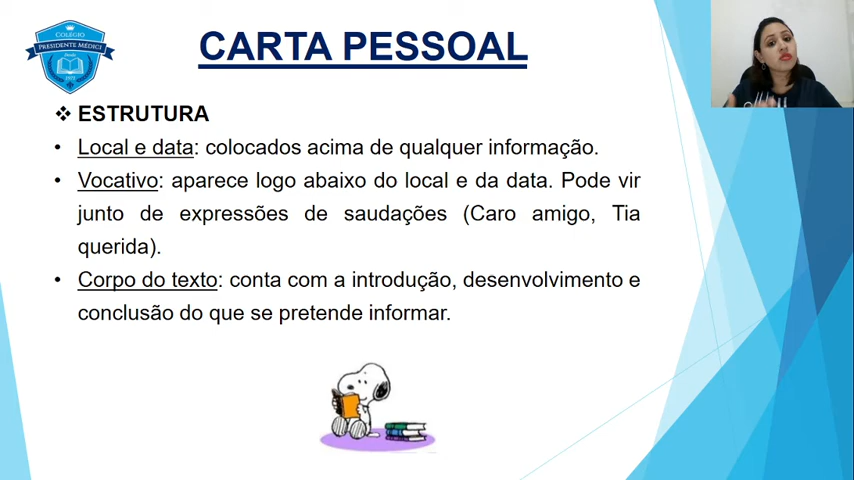 COLÉGIO
PRESIDENTE MÉDICI
CARTA PESSOAL
❖ ESTRUTURA
• Local e data: colocados acima de qualquer informação.
• Vocativo: aparece logo abaixo do local e da data. Pode vir
junto de expressões de saudações (Caro amigo, Tia
querida).
• Corpo do texto: conta com a introdução, desenvolvimento e
conclusão do que se pretende informar.